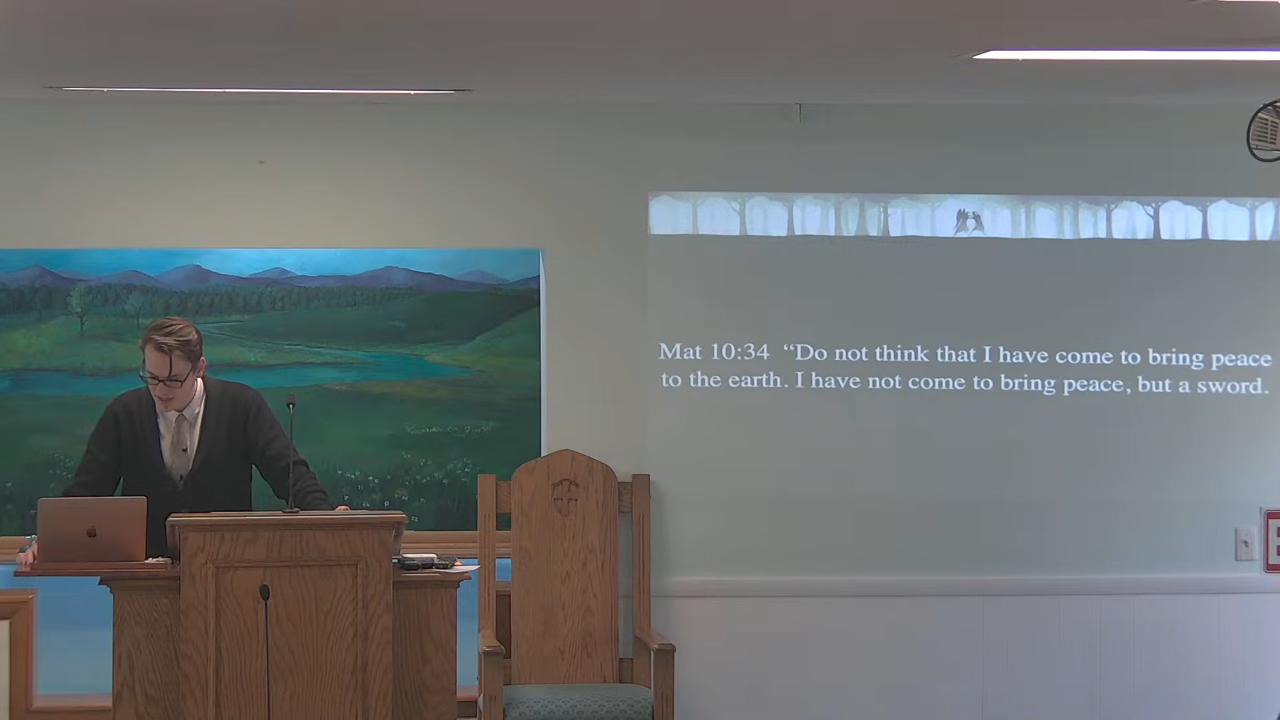 Mat 10:34 “Do not think that I have come to bring peace
to the earth. I have not come to bring peace, but a sword.